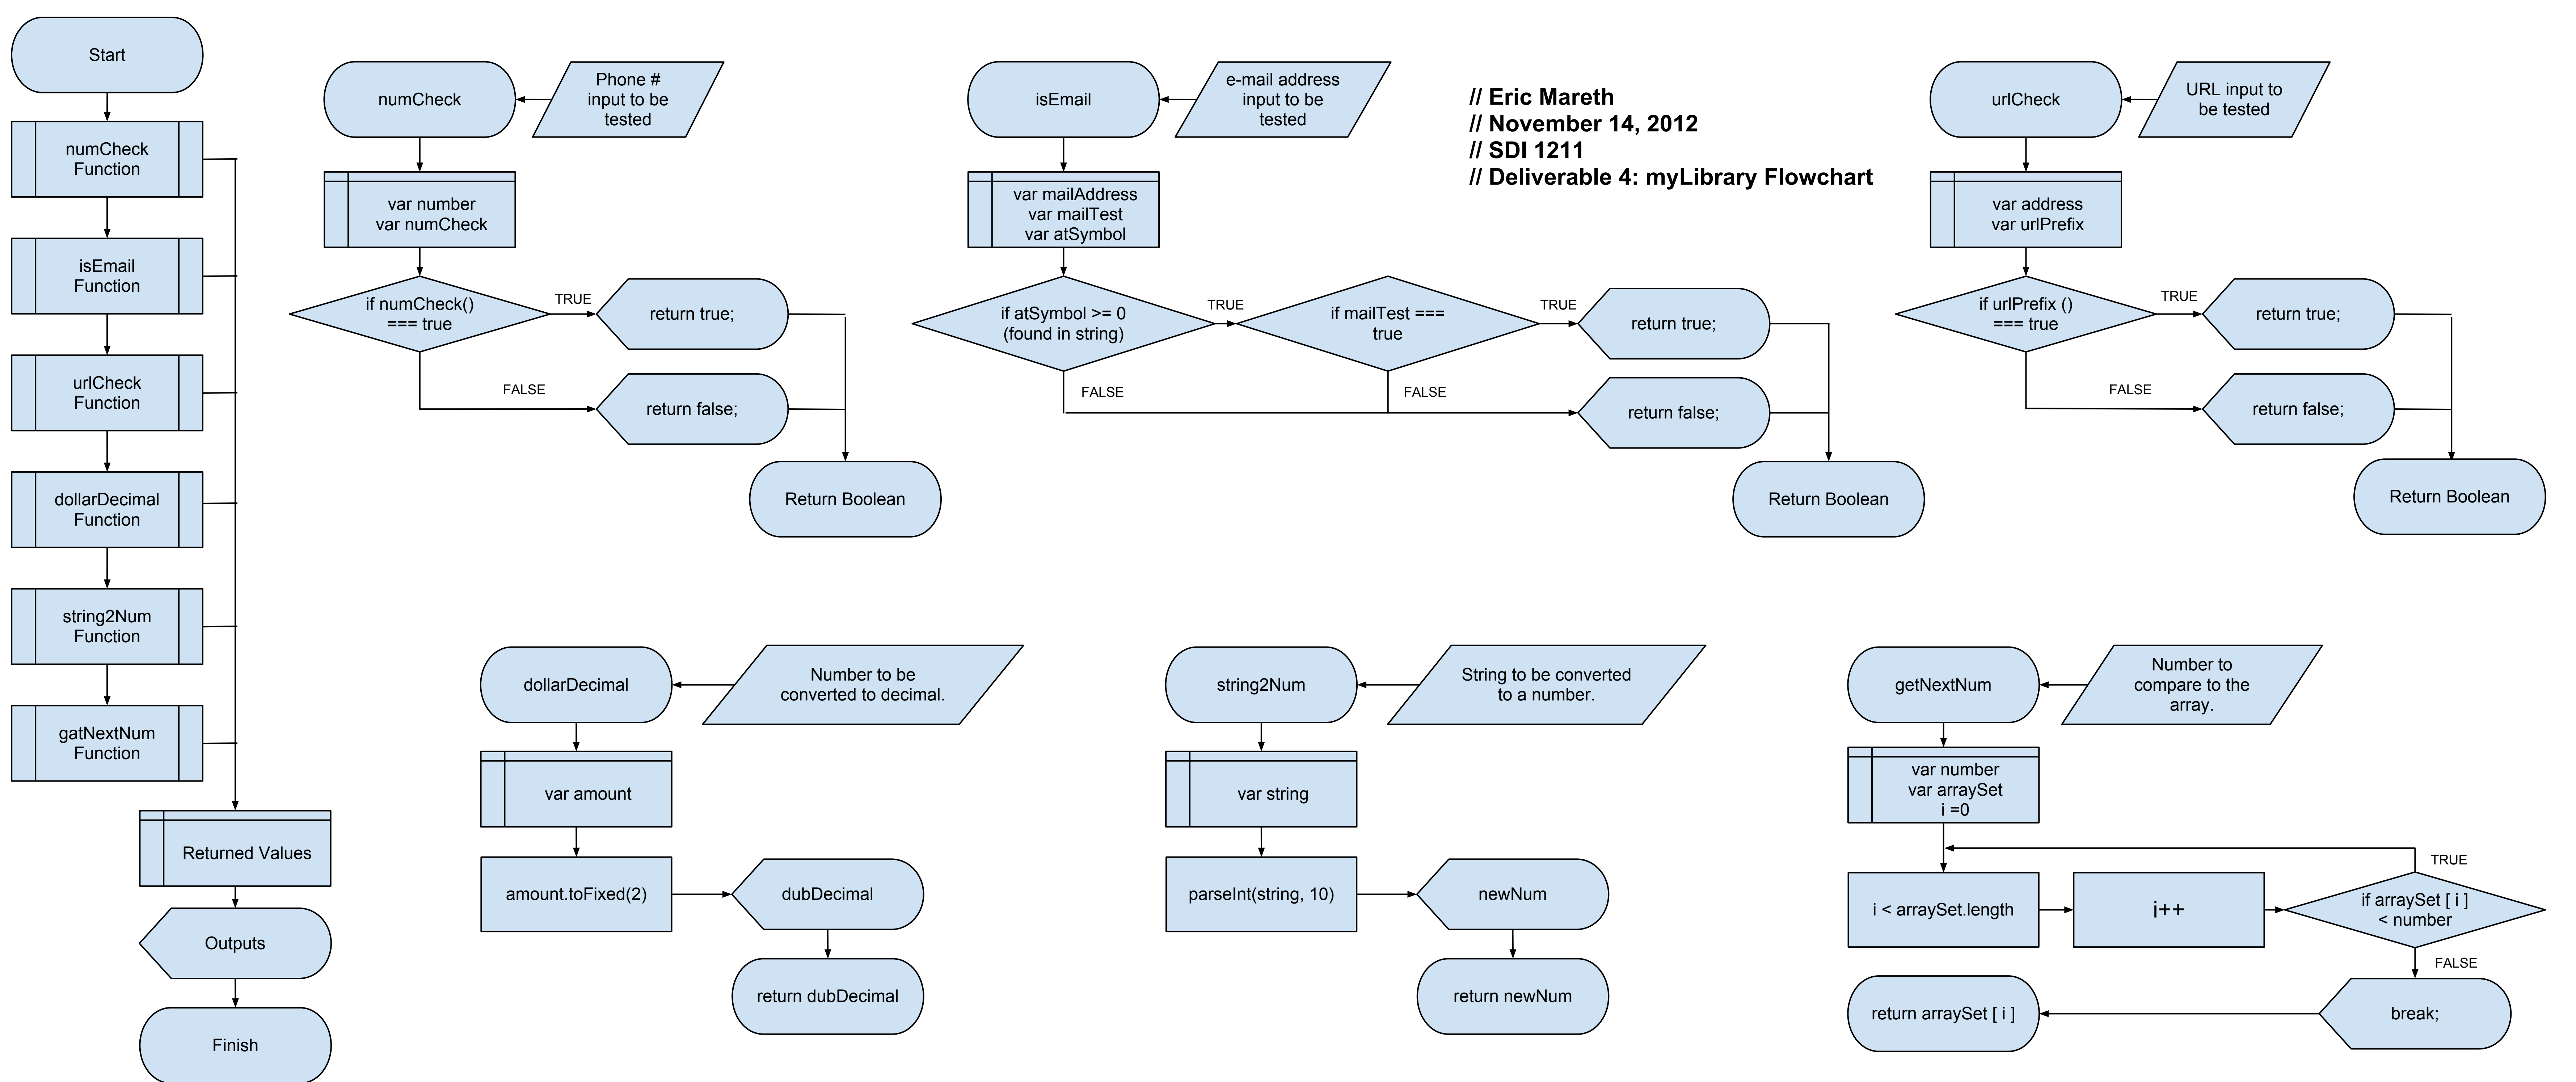 Start
numCheck
Function
isEmail
Function
urlCheck
Function
dollarDecimal
Function
string2Num
Function
gatNextNum
Function
Returned Values
Outputs
Finish
numCheck
Phone #
input to be
tested
var number
var numCheck
if numCheck()
=== true
TRUE
return true;
FALSE
return false;
Return Boolean
isEmail
e-mail address
input to be
tested
var mailAddress
var mailTest
var atSymbol
if atSymbol >= 0
(found in string)
TRUE
if mailTest ===
true
TRUE
return true;
FALSE
FALSE
return false;
Return Boolean
// Eric Mareth
// November 14, 2012
// SDI 1211
// Deliverable 4: myLibrary Flowchart
urlCheck
URL input to
be tested
var address
var urlPrefix
if urlPrefix ()
=== true
TRUE
return true;
FALSE
return false;
Return Boolean
dollarDecimal
Number to be
converted to decimal.
var amount
amount.toFixed(2)
dubDecimal
return dubDecimal
string2Num
String to be converted
to a number.
var string
parseInt(string, 10)
newNum
return newNum
getNextNum
Number to
compare to the
array.
var number
var arraySet
i =0
i < arraySet.length
i++
if arraySet [ i ]
< number
TRUE
FALSE
break;
return arraySet [ i ]